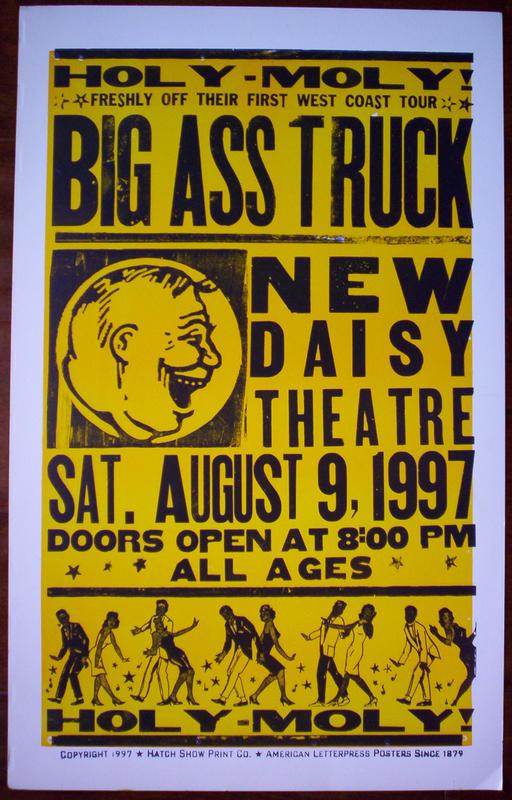 HOLY-MOLY!
FRESHLY OFF THEIR FIRST WEST COAST TOUR
BIG ASS TRUCK
NEW
DAISY
THEATRE
SAT. AUGUST 9, 1997
DOORS OPEN AT 8:00 PM
ALL AGES
HOLY-MOLY!
COPYRIGHT 1997 ★ HATCH SHOW PRINT CO. ★ AMERICAN LETTERPRESS POSTERS SINCE 1879